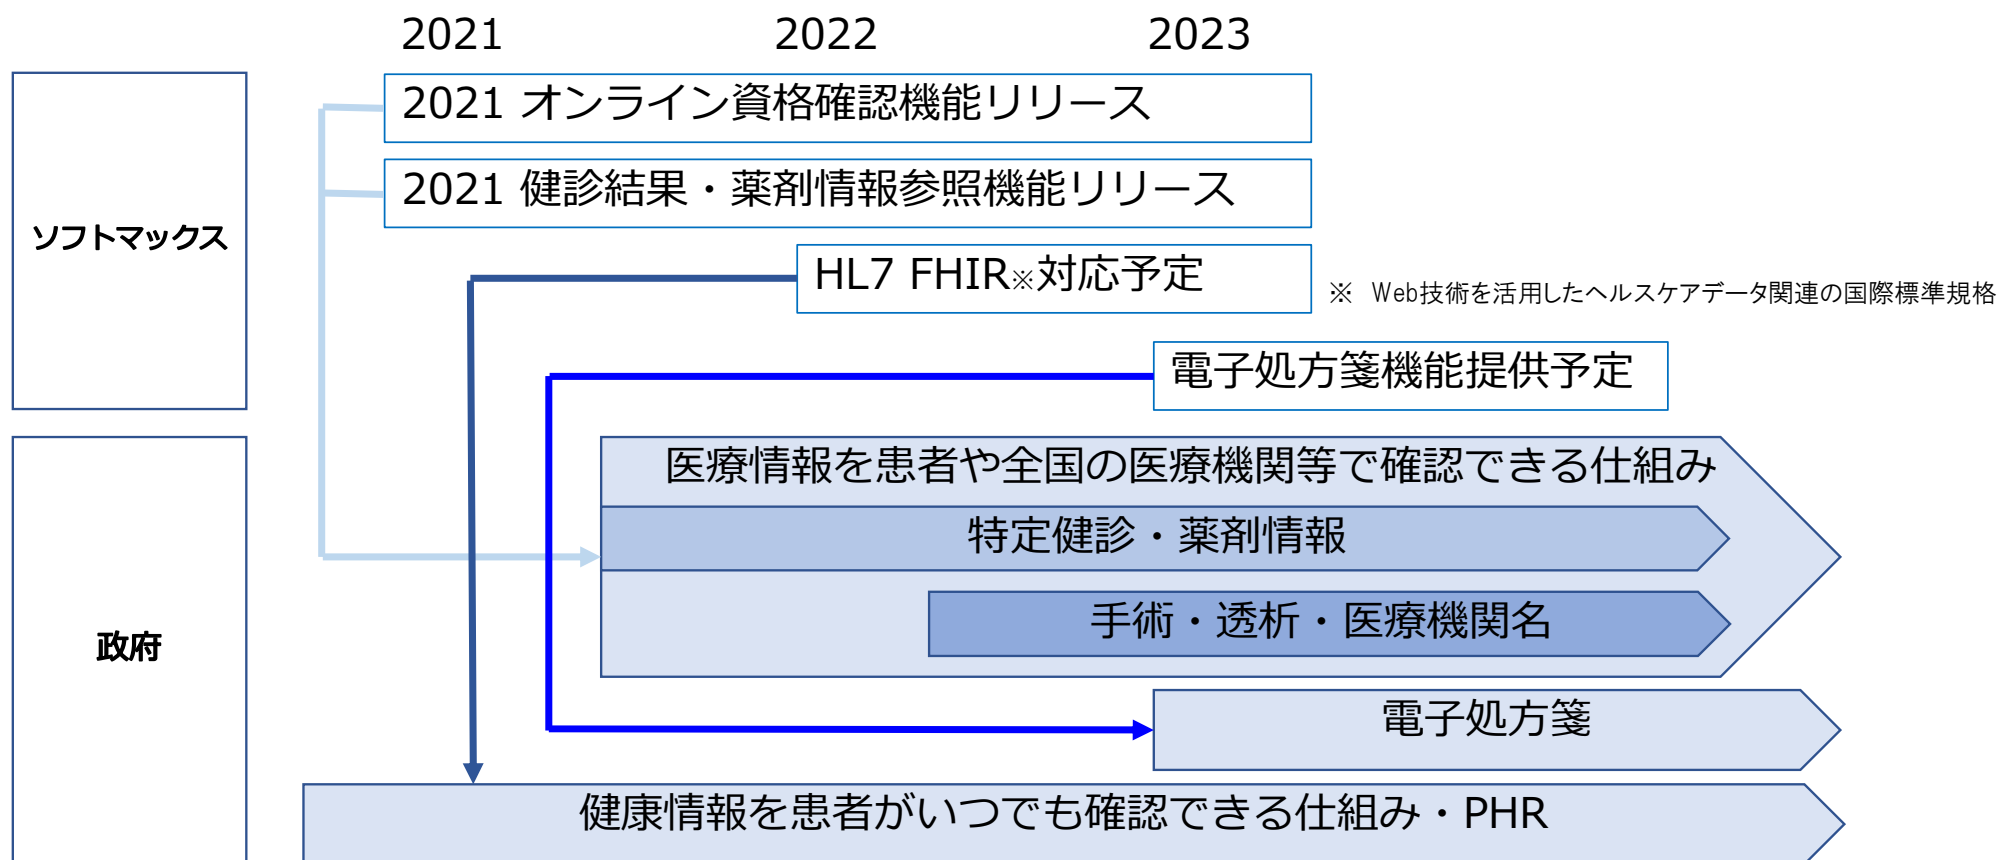 2021 2022 2023
2021 オンライン資格確認機能リリース
2021 健診結果・薬剤情報参照機能リリース
ソフトマックス
HL7 FHIR※対応予定
※ Web技術を活用したヘルスケアデータ関連の国際標準規格
電子処方箋機能提供予定
医療情報を患者や全国の医療機関等で確認できる仕組み
特定健診・薬剤情報
手術・透析・医療機関名
政府
電子処方箋
健康情報を患者がいつでも確認できる仕組み・PHR